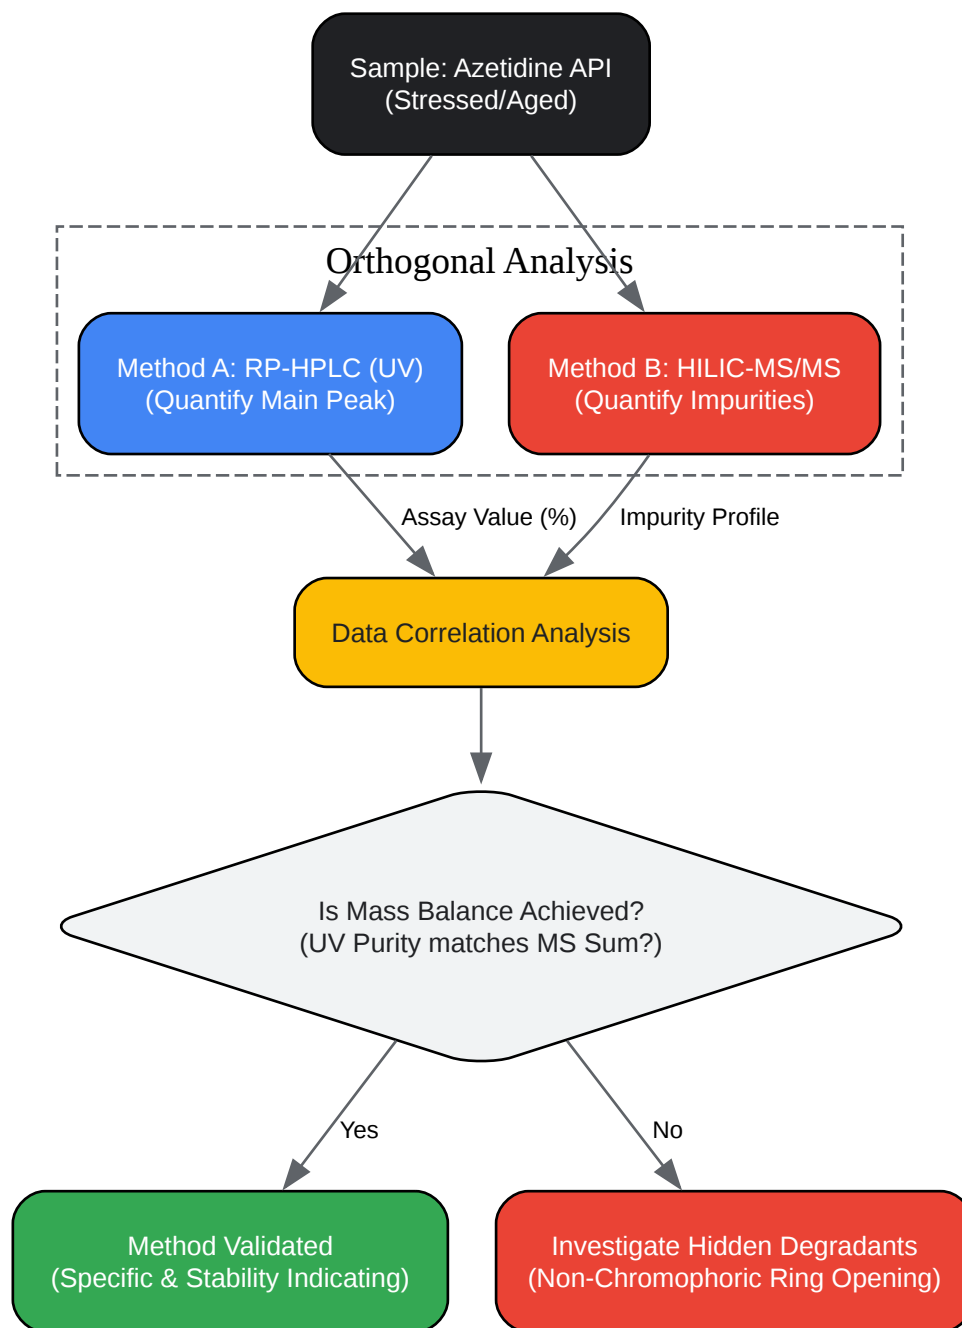 Sample: Azetidine API
(Stressed/Aged)
Orthogonal Analysis
Method A: RP-HPLC (UV)
(Quantify Main Peak)
Method B: HILIC-MS/MS
(Quantify Impurities)
Assay Value (%)
Impurity Profile
Data Correlation Analysis
Is Mass Balance Achieved?
(UV Purity matches MS Sum?)
Yes
No
Method Validated
(Specific & Stability Indicating)
Investigate Hidden Degradants
(Non-Chromophoric Ring Opening)